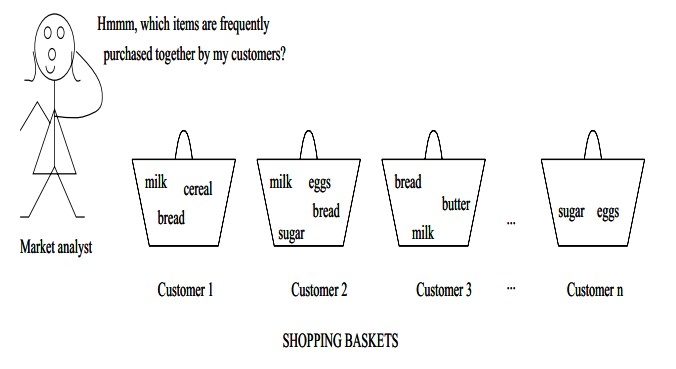 Hmmm, which items are frequently
purchased together by my customers?
milk
cereal
bread
milk eggs
bread
sugar
bread
butter
milk
...
sugar eggs
Market analyst
Customer 1
Customer 2
Customer 3
...
Customer n
SHOPPING BASKETS